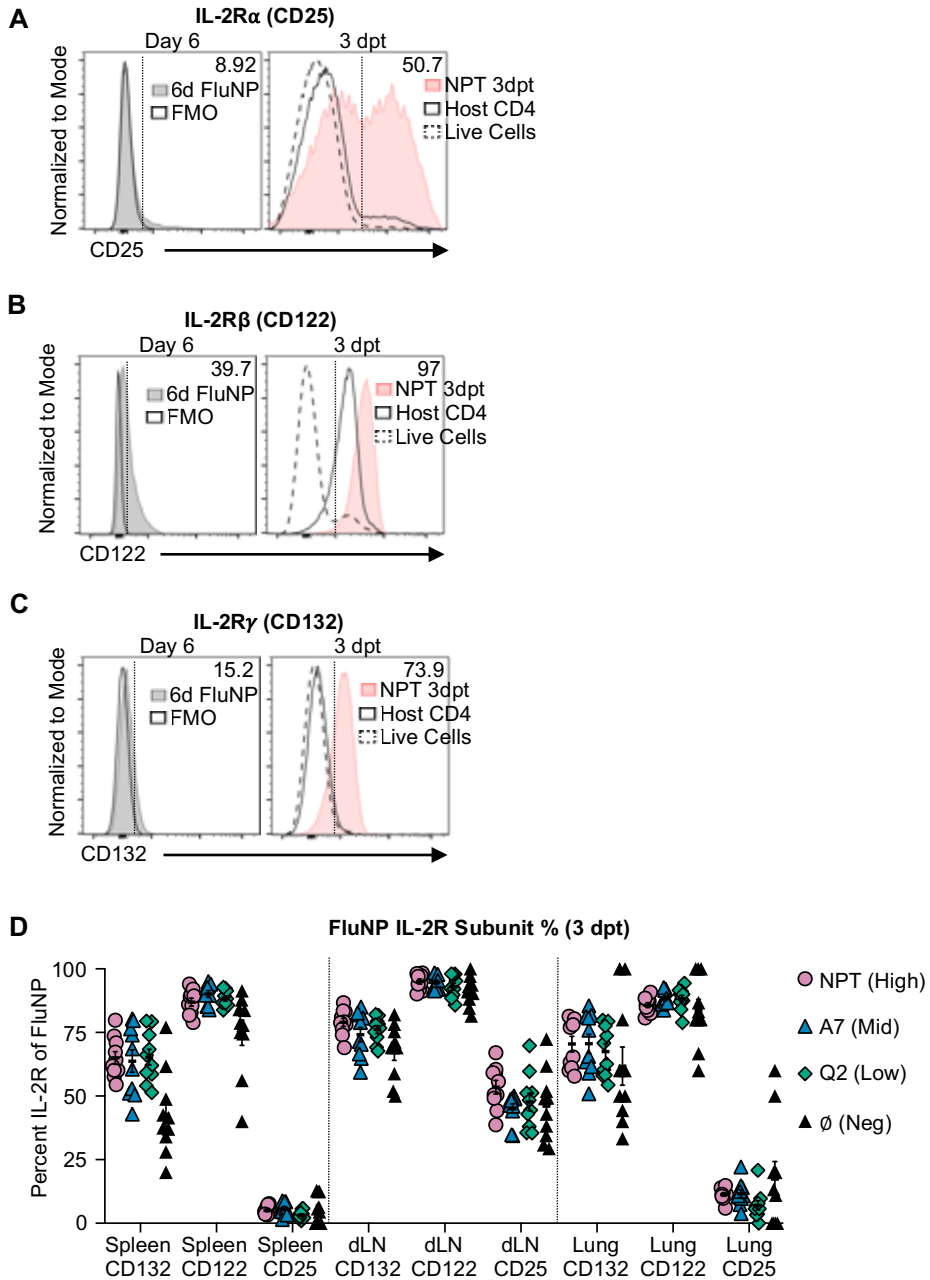 A
IL-2Rα (CD25)
Day 6
3 dpt
8.92
6d FluNP
FMO
50.7
NPT 3dpt
Host CD4
Live Cells
Normalized to Mode
CD25
B
IL-2Rβ (CD122)
Day 6
3 dpt
39.7
6d FluNP
FMO
97
NPT 3dpt
Host CD4
Live Cells
Normalized to Mode
CD122
C
IL-2Rγ (CD132)
Day 6
3 dpt
15.2
6d FluNP
FMO
73.9
NPT 3dpt
Host CD4
Live Cells
Normalized to Mode
CD132
D
FluNP IL-2R Subunit % (3 dpt)
Percent IL-2R of FluNP
100
75
50
25
0
Spleen CD132
Spleen CD122
Spleen CD25
dLN CD132
dLN CD122
dLN CD25
Lung CD132
Lung CD122
Lung CD25
NPT (High)
A7 (Mid)
Q2 (Low)
Ø (Neg)